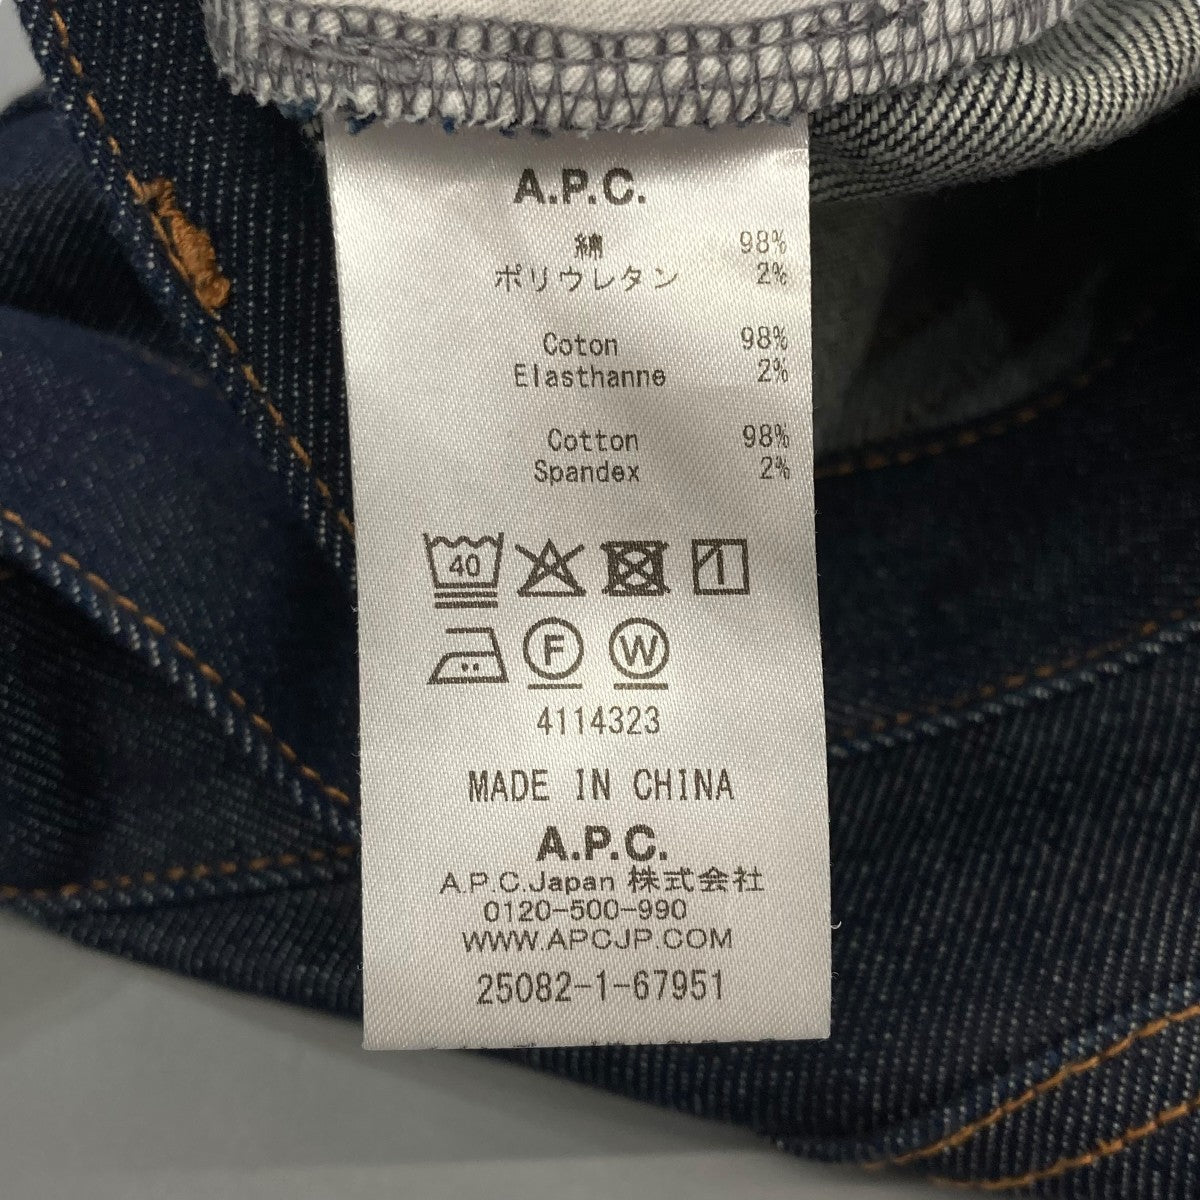 A.P.C.
綿 98%
ポリウレタン 2%
Coton 98%
Elasthanne 2%
Cotton 98%
Spandex 2%
40
F W
4114323
MADE IN CHINA
A.P.C.
A.P.C.Japan 株式会社
0120-500-990
WWW.APCJP.COM
25082-1-67951